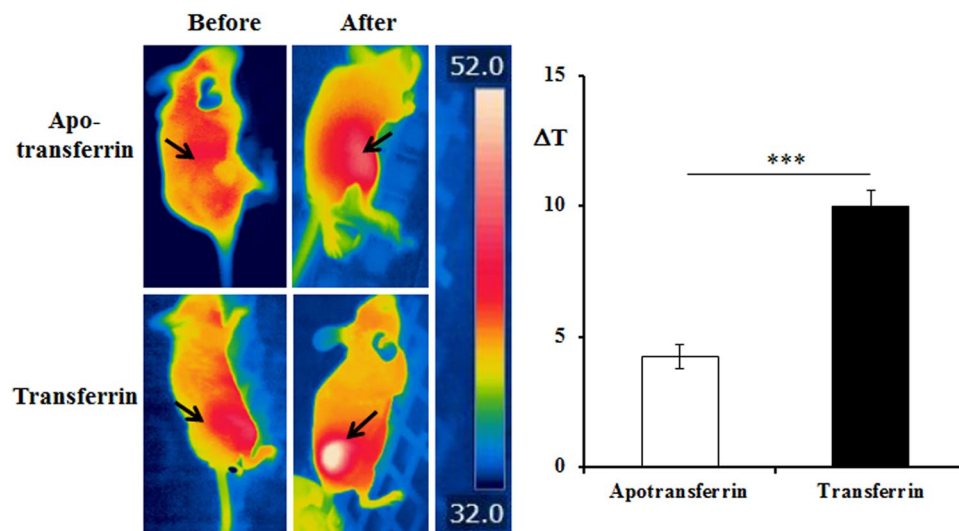 Before
After
Apo-
transferrin
Transferrin
52.0
32.0
ΔT
15
10
5
0
***
Apotransferrin
Transferrin